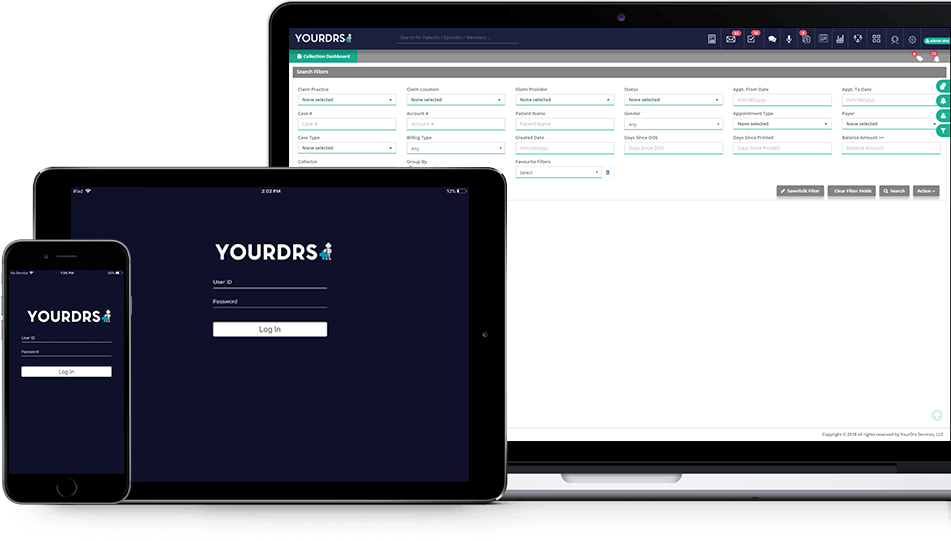 YOURDRS
Search for Patients / Episodes / Members ...
admin dev
Collection Dashboard
Search Filters
Claim Practice Claim Location Claim Provider Status Appt. From Date Appt. To Date
None selected None selected None selected None selected mm/dd/yyyy mm/dd/yyyy
Case # Account # Patient Name Gender Appointment Type Payor
Case # Account # Patient Name Any None selected None selected
Case Type Billing Type Created Date Days Since DOS Days Since Printed Balance Amount >=
None selected Any mm/dd/yyyy Days Since DOS Days Since Printed Balance Amount
Collector Group By Favourite Filters
Select
Save/Edit Filter Clear Filter Fields Search Action
Copyright © 2018 all rights reserved by YourDrs Services, LLC
iPad 2:02 PM 12%
YOURDRS
User ID
Password
Log In
No Service 1:05 PM
YOURDRS
User ID
Password
Log In